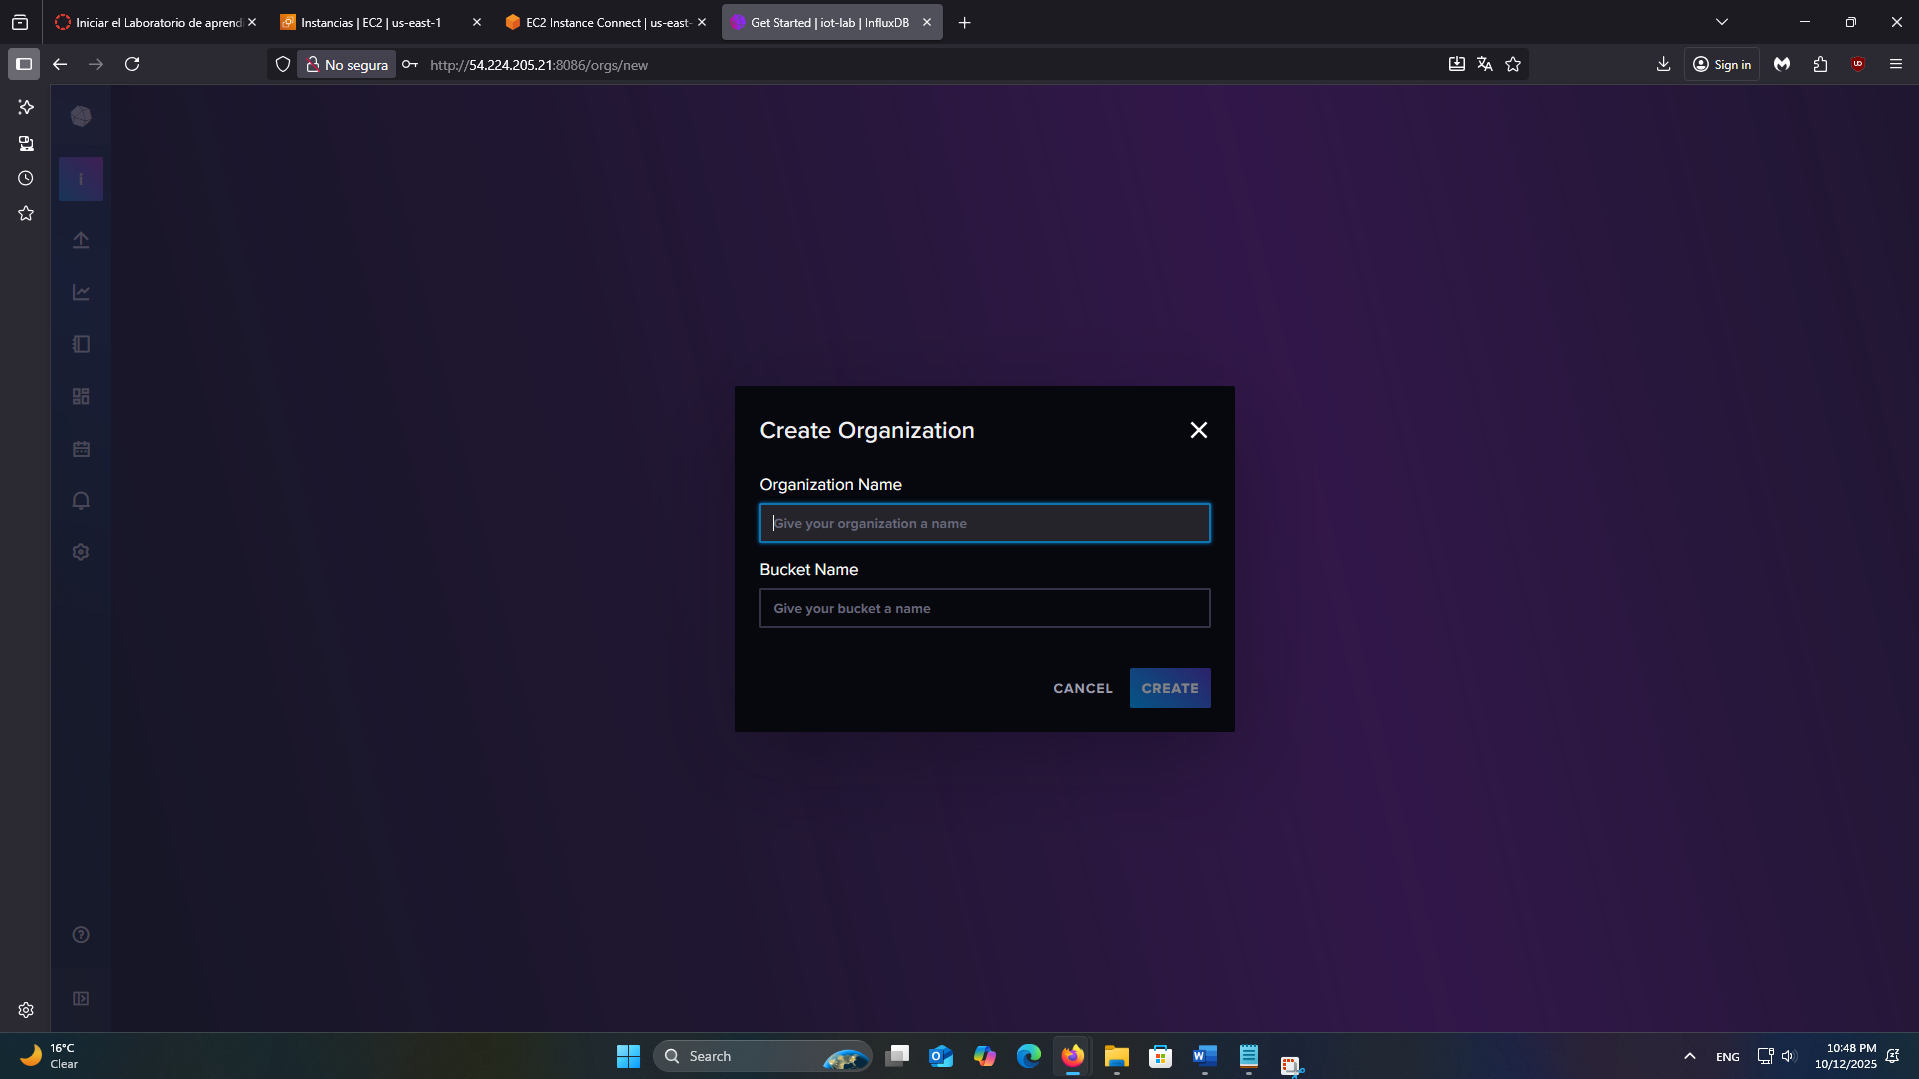 Iniciar el Laboratorio de aprendi
Instancias | EC2 | us-east-1
EC2 Instance Connect | us-east-
Get Started | iot-lab | InfluxDB
No segura
http://54.224.205.21:8086/orgs/new
Sign in
i
Create Organization
Organization Name
Give your organization a name
Bucket Name
Give your bucket a name
CANCEL
CREATE
16°C
Clear
Search
ENG
10:48 PM
10/12/2025